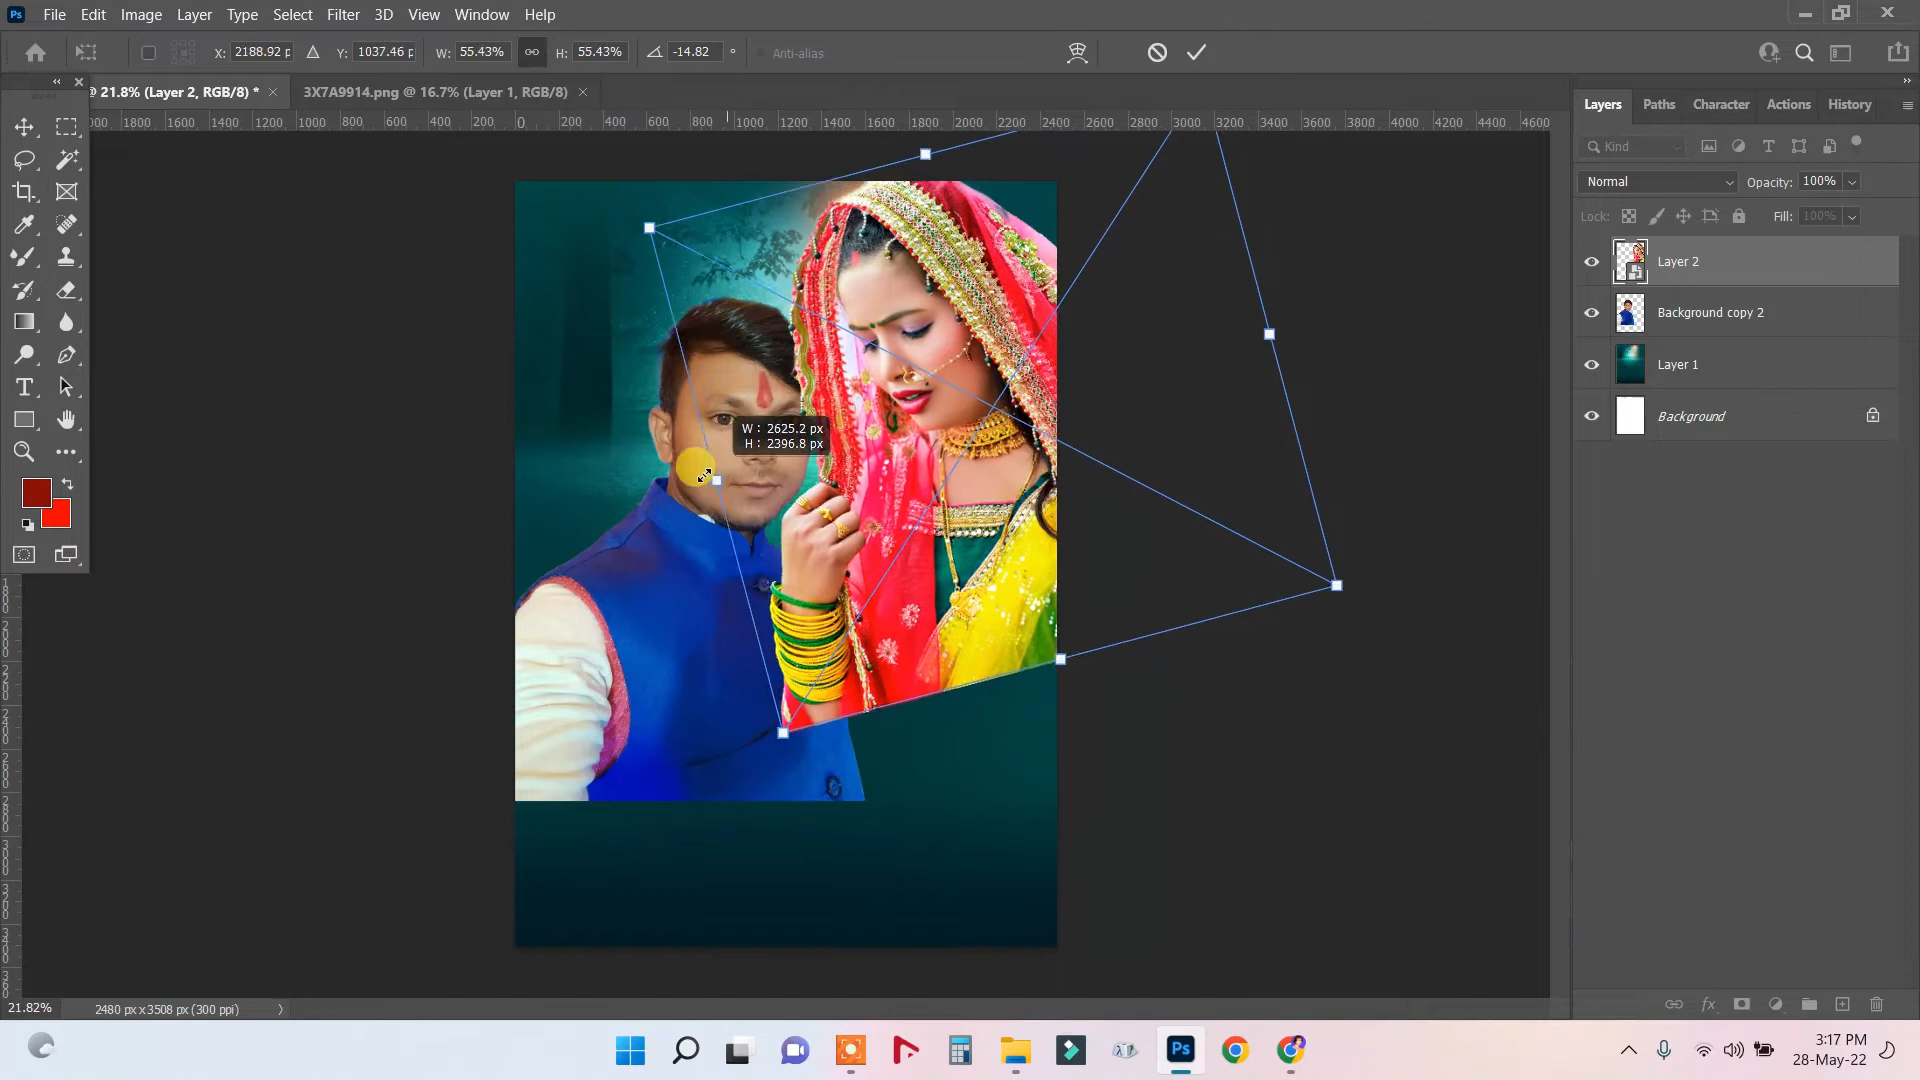 Ps File Edit Image Layer Type Select Filter 3D View Window Help
X: 2188.92 p Y: 1037.46 p W: 55.43% H: 55.43% -14.82 ° Anti-alias
@ 21.8% (Layer 2, RGB/8) * 3X7A9914.png @ 16.7% (Layer 1, RGB/8)
1800 1600 1400 1200 1000 800 600 400 200 0 200 400 600 800 1000 1200 1400 1600 1800 2000 2200 2400 2600 2800 3000 3200 3400 3600 3800 4000 4200 4400 4600
Layers Paths Character Actions History
Kind
Normal Opacity: 100%
Lock: Fill: 100%
Layer 2
Background copy 2
Layer 1
Background
W: 2625.2 px
H: 2396.8 px
21.82% 2480 px x 3508 px (300 ppi)
fx
Ps
3:17 PM
28-May-22